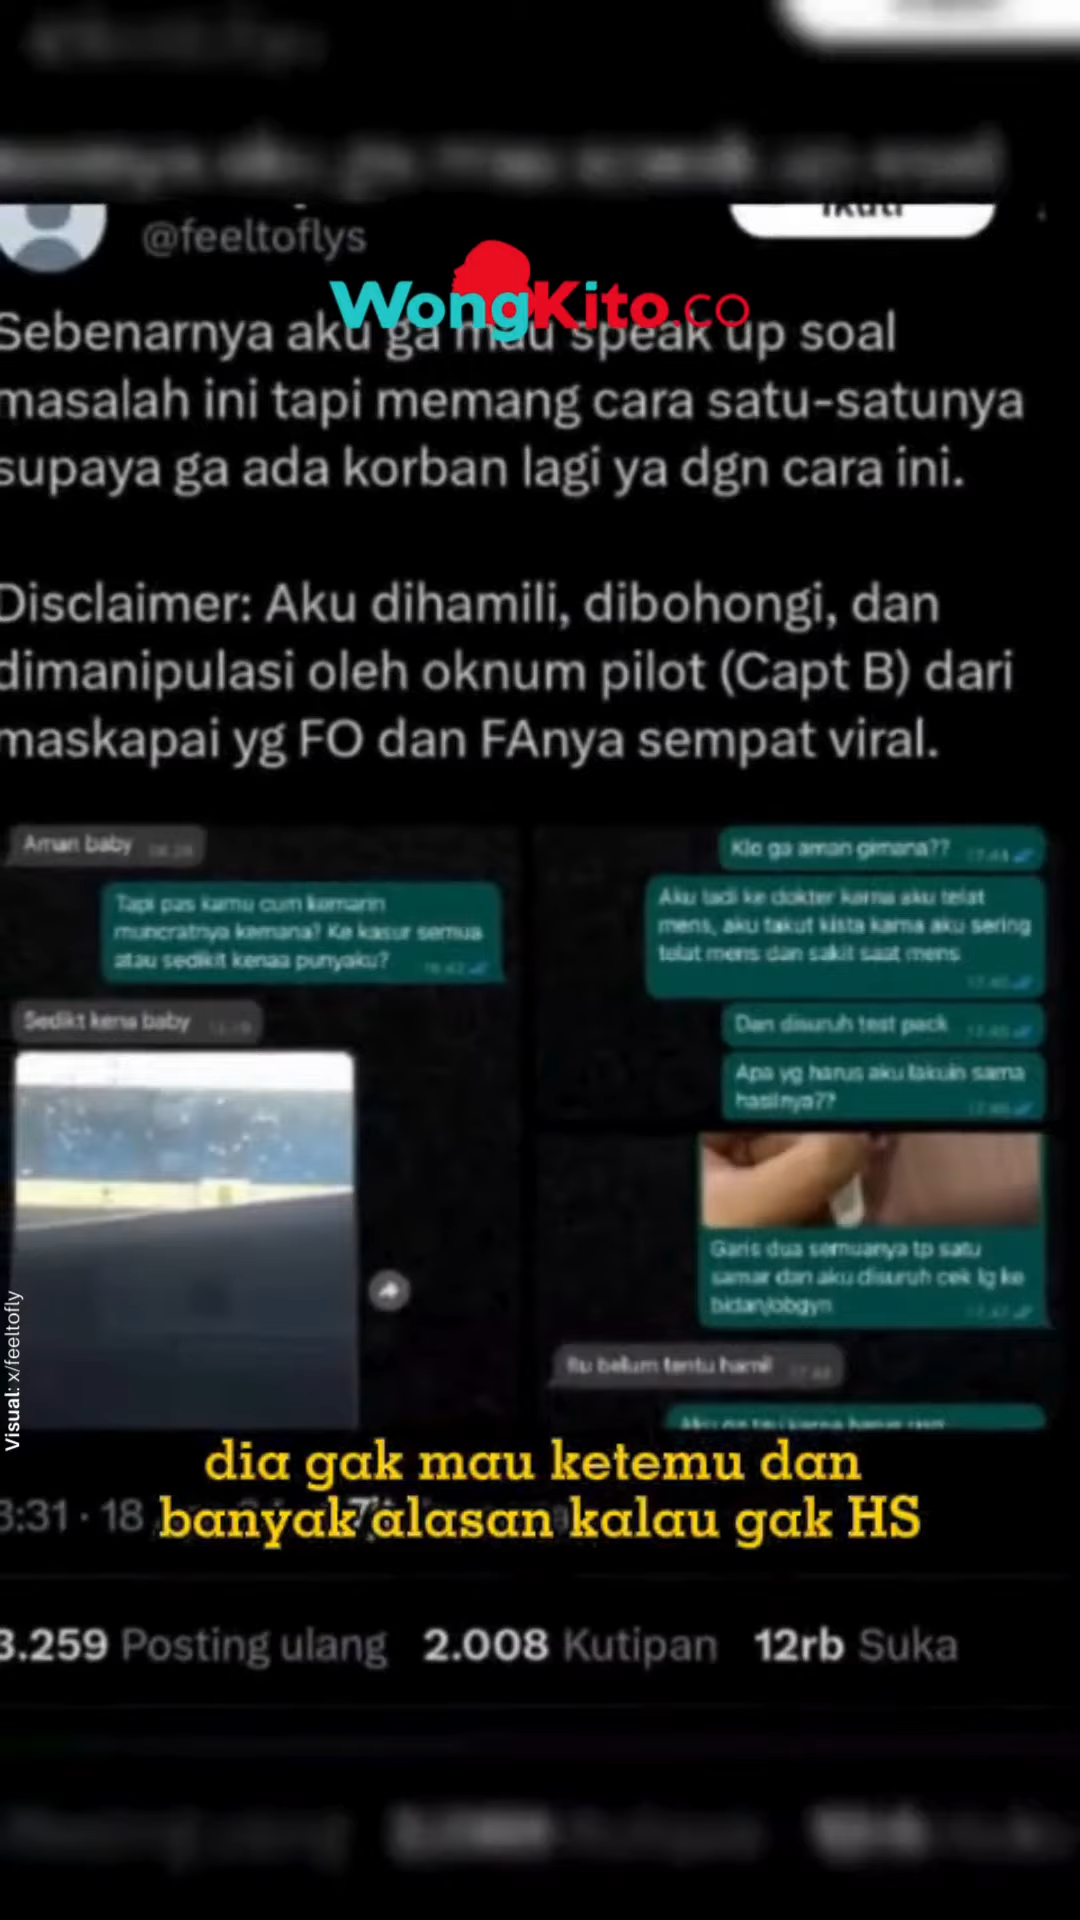 @feeltoflys
Ikuti
WongKito.co
Sebenarnya aku ga mau speak up soal
masalah ini tapi memang cara satu-satunya
supaya ga ada korban lagi ya dgn cara ini.
Disclaimer: Aku dihamili, dibohongi, dan
dimanipulasi oleh oknum pilot (Capt B) dari
maskapai yg FO dan FAnya sempat viral.
Aman baby
Tapi pas kamu cum kemarin
muncratnya kemana? Ke kasur semua
atau sedikit kenaa punyaku?
Sedikt kena baby
Klo ga aman gimana??
Aku tadi ke dokter karna aku telat
mens, aku takut kista karna aku sering
telat mens dan sakit saat mens
Dan disuruh test pack
Apa yg harus aku lakuin sama
hasilnya??
Garis dua semuanya tp satu
samar dan aku disuruh cek lg ke
bidan/obgyn
Itu belum tentu hamil
Visual: x/feeltofly
dia gak mau ketemu dan
banyak alasan kalau gak HS
3:31 · 18
3.259 Posting ulang 2.008 Kutipan 12rb Suka